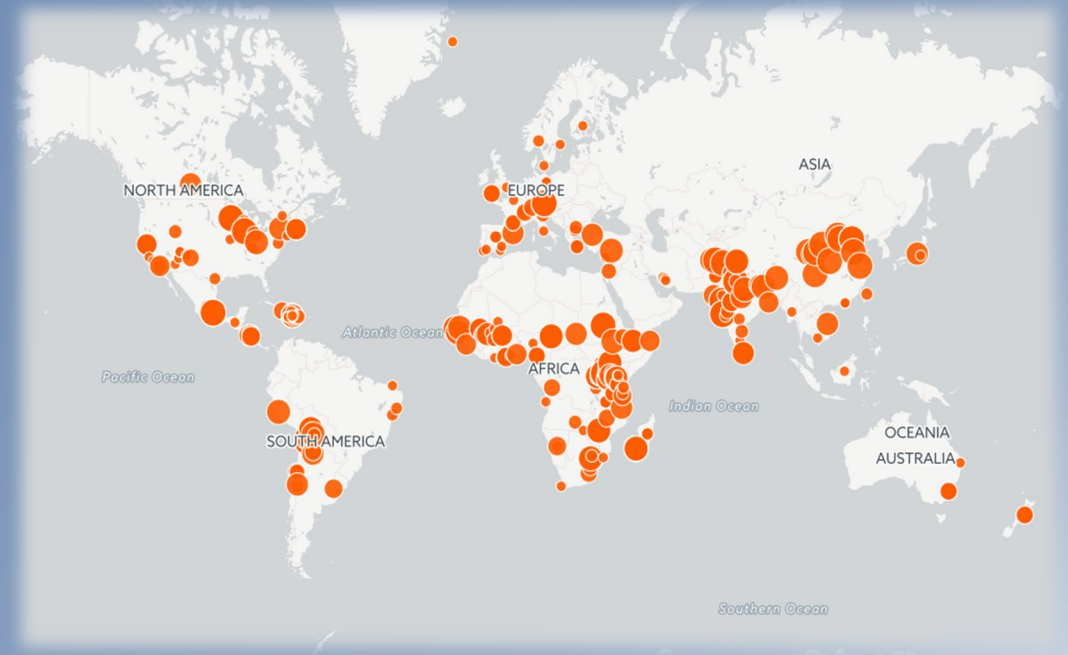 ASIA
NORTH AMERICA
EUROPE
Atlantic Ocean
AFRICA
Pacific Ocean
Indian Ocean
SOUTH AMERICA
OCEANIA
AUSTRALIA
Southern Ocean